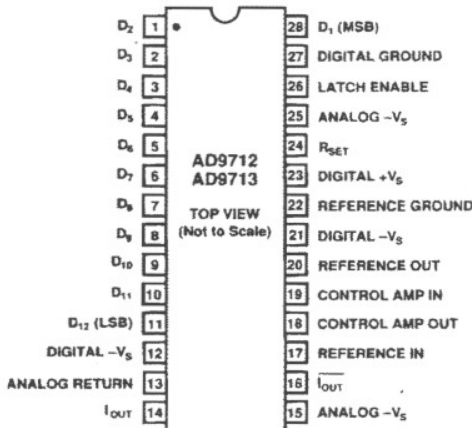 D₂ 1 28 D₁ (MSB)
D₃ 2 27 DIGITAL GROUND
D₄ 3 26 LATCH ENABLE
D₅ 4 25 ANALOG –Vₛ
D₆ 5 24 R_SET
D₇ 6 23 DIGITAL +Vₛ
D₈ 7 22 REFERENCE GROUND
D₉ 8 21 DIGITAL –Vₛ
D₁₀ 9 20 REFERENCE OUT
D₁₁ 10 19 CONTROL AMP IN
D₁₂ (LSB) 11 18 CONTROL AMP OUT
DIGITAL –Vₛ 12 17 REFERENCE IN
ANALOG RETURN 13 16 I̅_O̅U̅T̅
I_OUT 14 15 ANALOG –Vₛ
AD9712
AD9713
TOP VIEW
(Not to Scale)